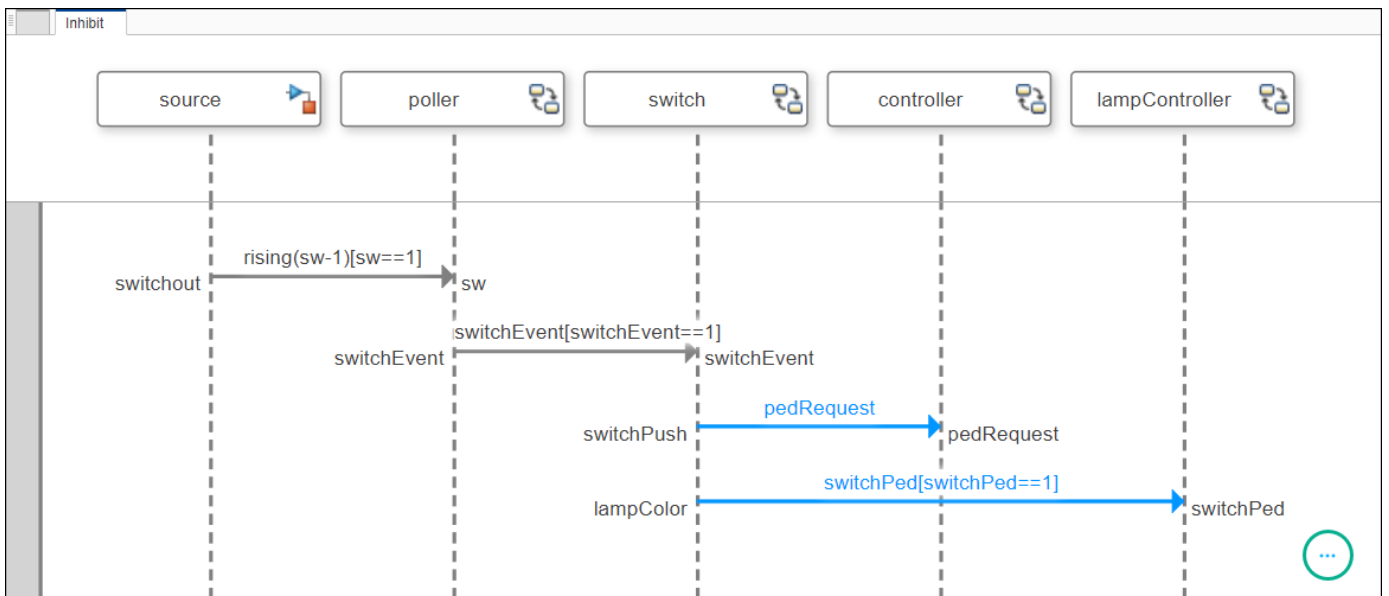 Inhibit
source
poller
switch
controller
lampController
rising(sw-1)[sw==1]
switchout
sw
switchEvent[switchEvent==1]
switchEvent
switchEvent
pedRequest
switchPush
pedRequest
switchPed[switchPed==1]
lampColor
switchPed